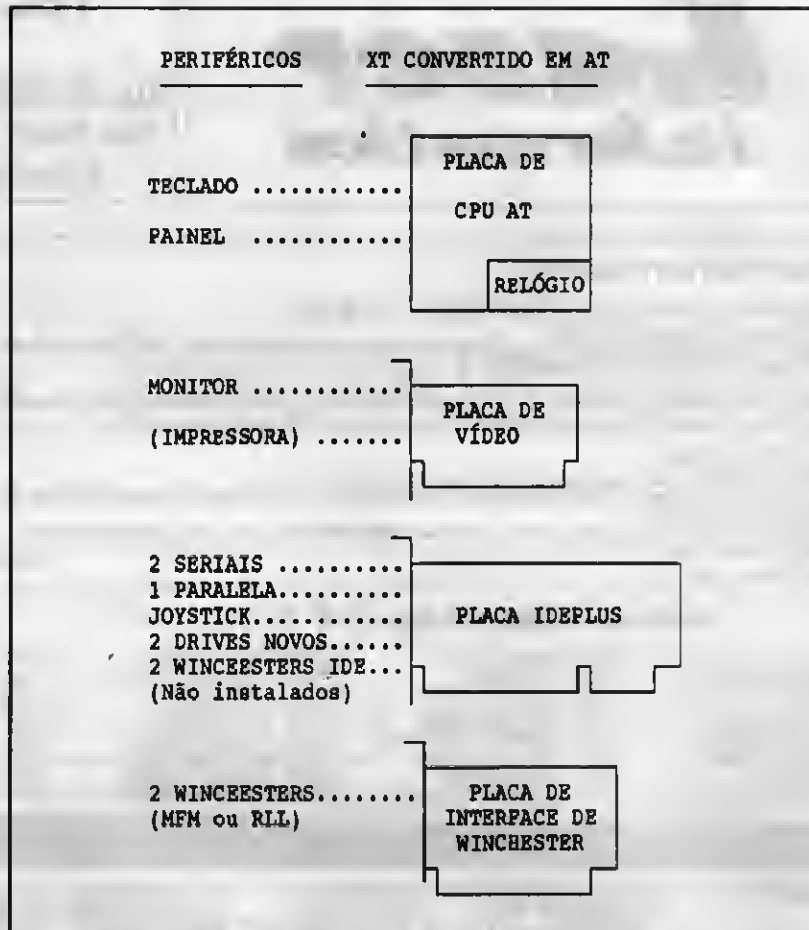 PERIFÉRICOS XT CONVERTIDO EM AT
PLACA DE
TECLADO ............
CPU AT
PAINEL ............
RELÓGIO
MONITOR ............
PLACA DE
(IMPRESSORA) .......
VÍDEO
2 SERIAIS ..........
1 PARALELA..........
JOYSTICK............
PLACA IDEPLUS
2 DRIVES NOVOS......
2 WINCEESTERS IDE...
(Não instalados)
2 WINCEESTERS........
PLACA DE
(MFM ou RLL)
INTERFACE DE
WINCHESTER